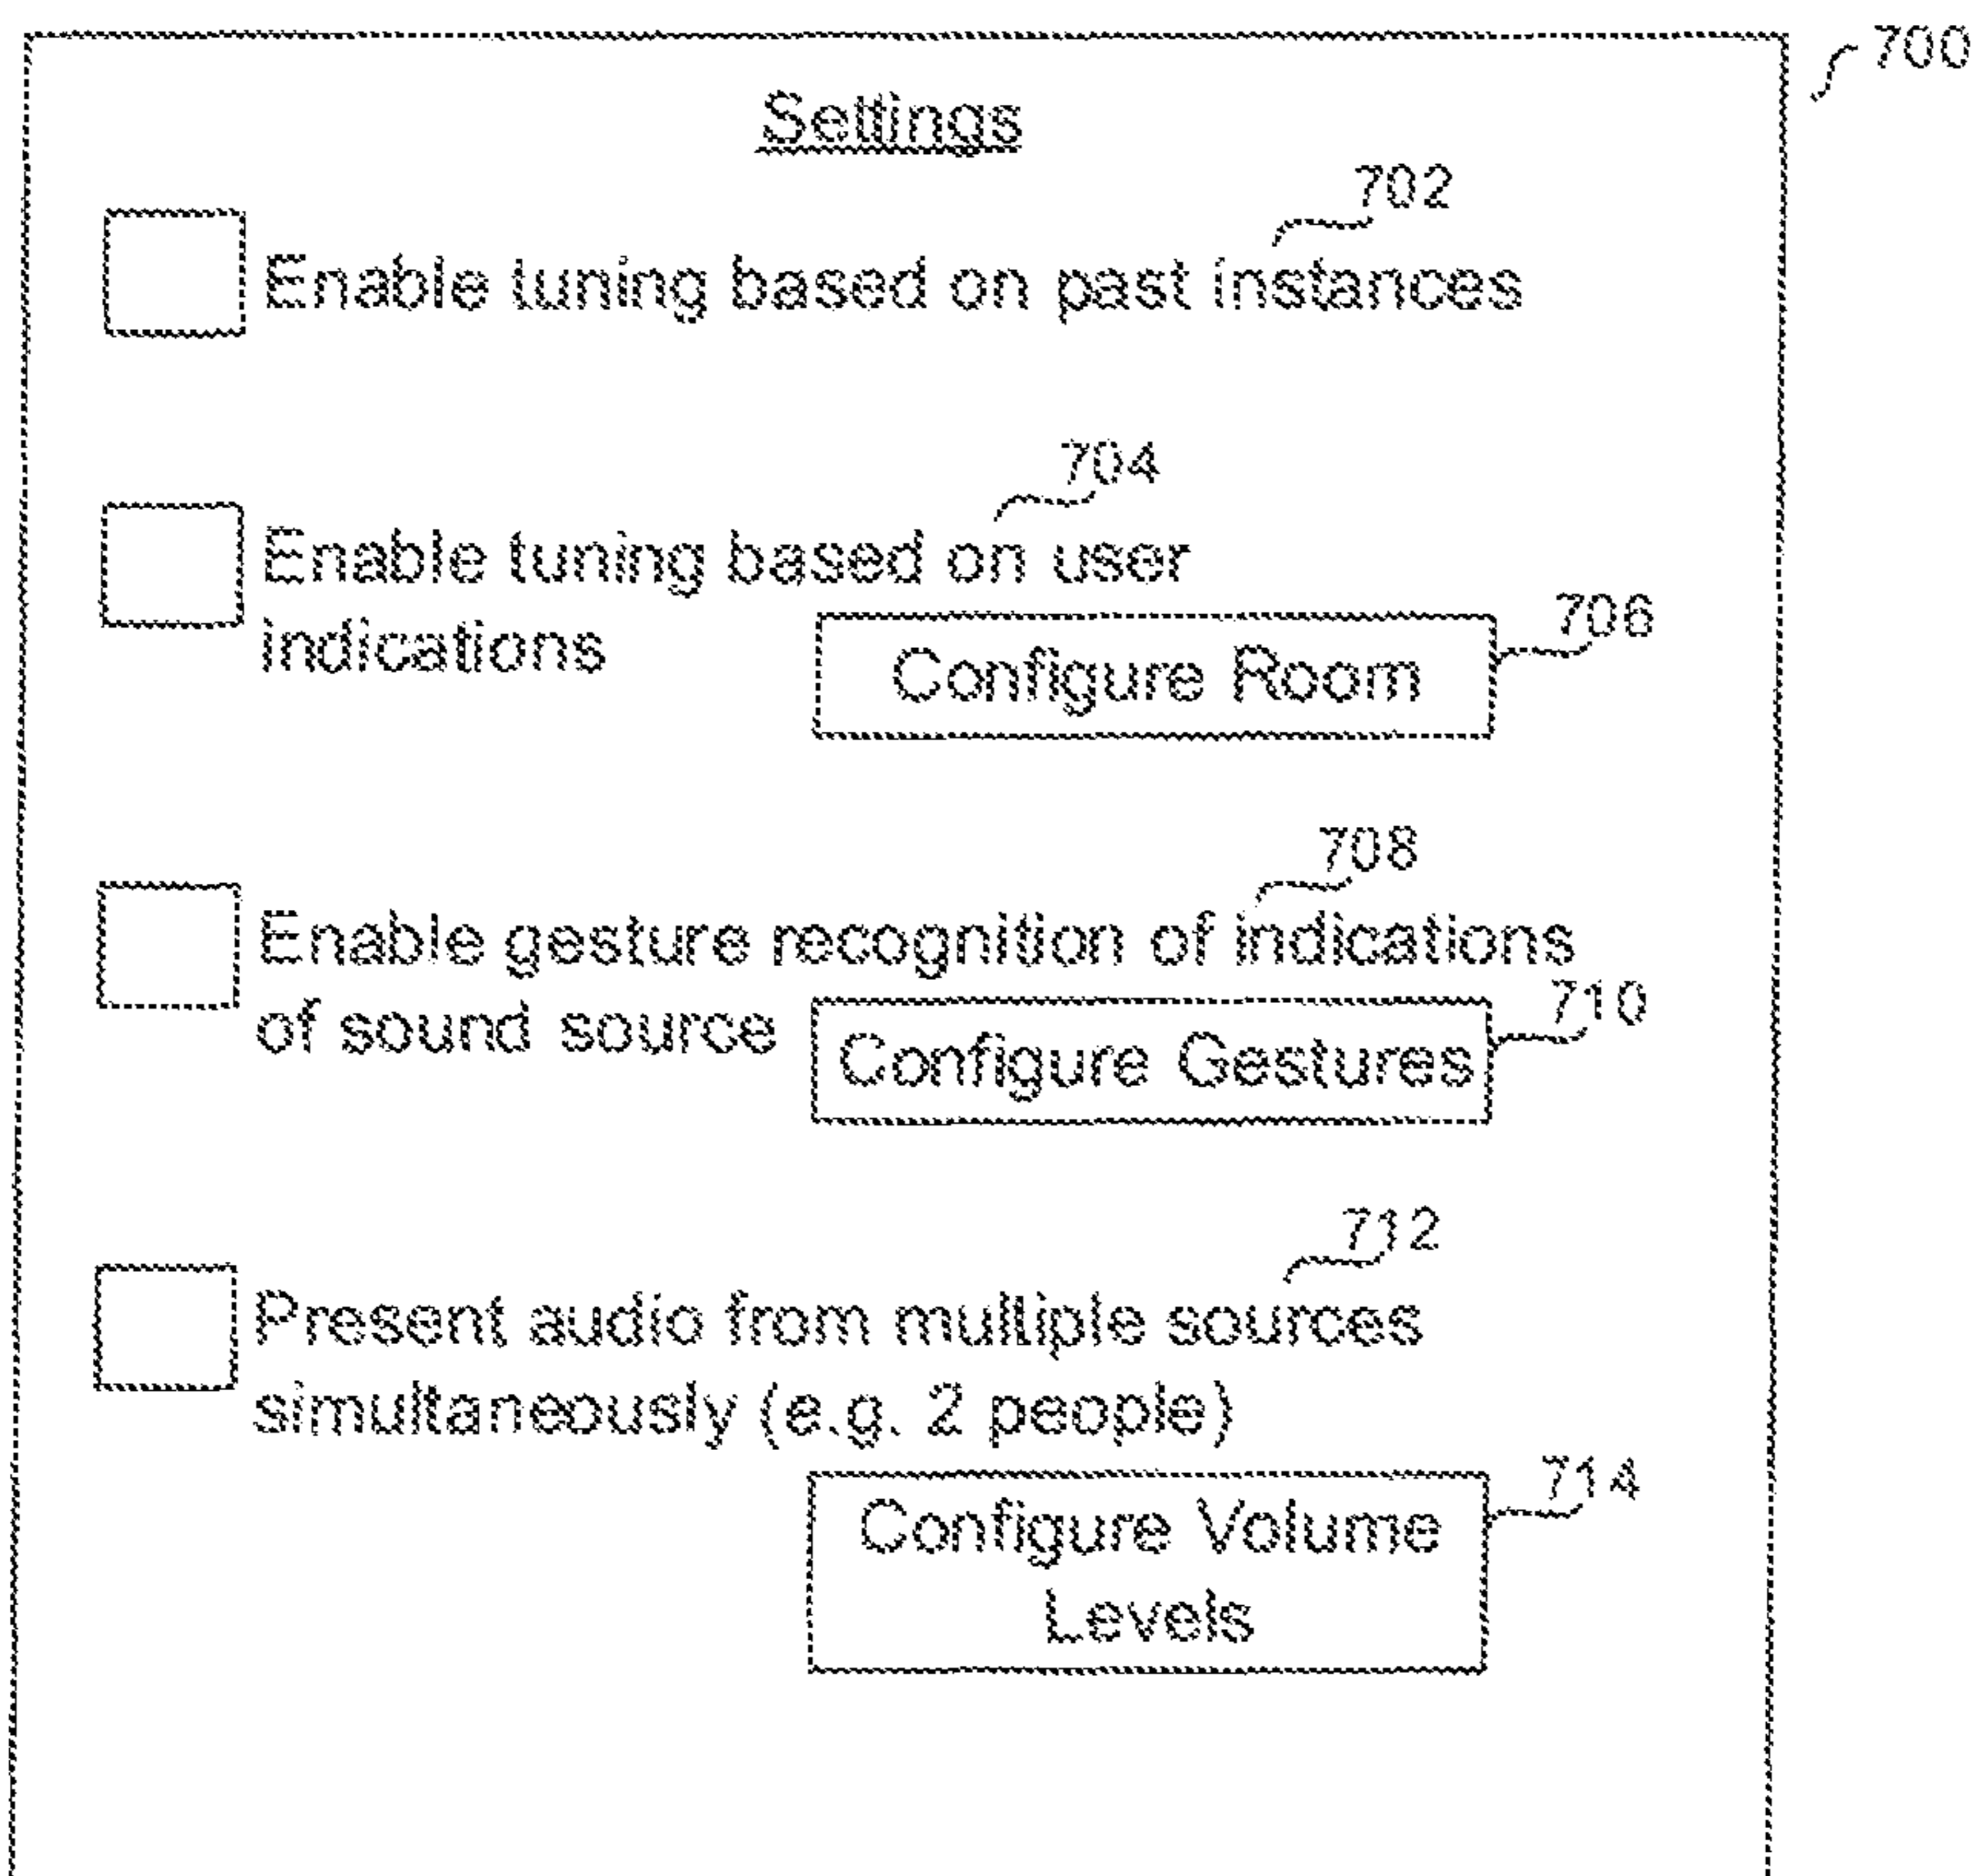 700
Settings
702
Enable tuning based on past instances
704
Enable tuning based on user
indications
706
Configure Room
708
Enable gesture recognition of indications
of sound source
710
Configure Gestures
712
Present audio from multiple sources
simultaneously (e.g. 2 people)
714
Configure Volume
Levels